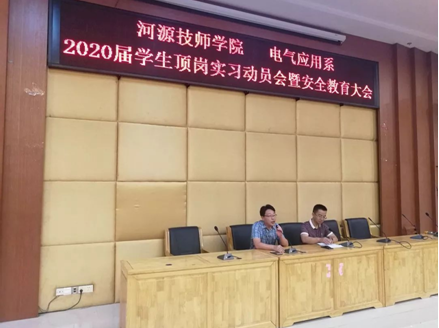 河源技师学院 电气应用系
2020届学生顶岗实习动员会暨安全教育大会